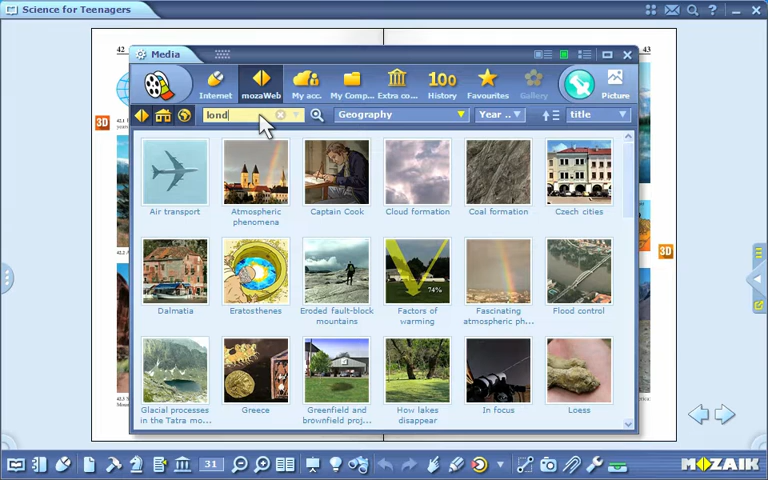 Science for Teenagers
42
43
Media
Internet
mozaWeb
My acc.
My Comp...
Extra co...
100
History
Favourites
Gallery
Picture
lond
Geography
Year ..
title
3D
3D
Air transport
Atmospheric
phenomena
Captain Cook
Cloud formation
Coal formation
Czech cities
Dalmatia
Eratosthenes
Eroded fault-block
mountains
74%
Factors of
warming
Fascinating
atmospheric ph...
Flood control
Glacial processes
in the Tatra mo...
Greece
Greenfield and
brownfield proj...
How lakes
disappear
In focus
Loess
31
MOZAIK